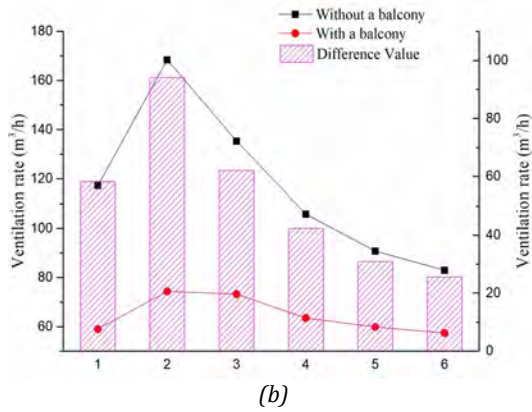 Without a balcony
With a balcony
Difference Value
Ventilation rate (m³/h)
180
160
140
120
100
80
60
Ventilation rate (m³/h)
100
80
60
40
20
0
1 2 3 4 5 6
(b)